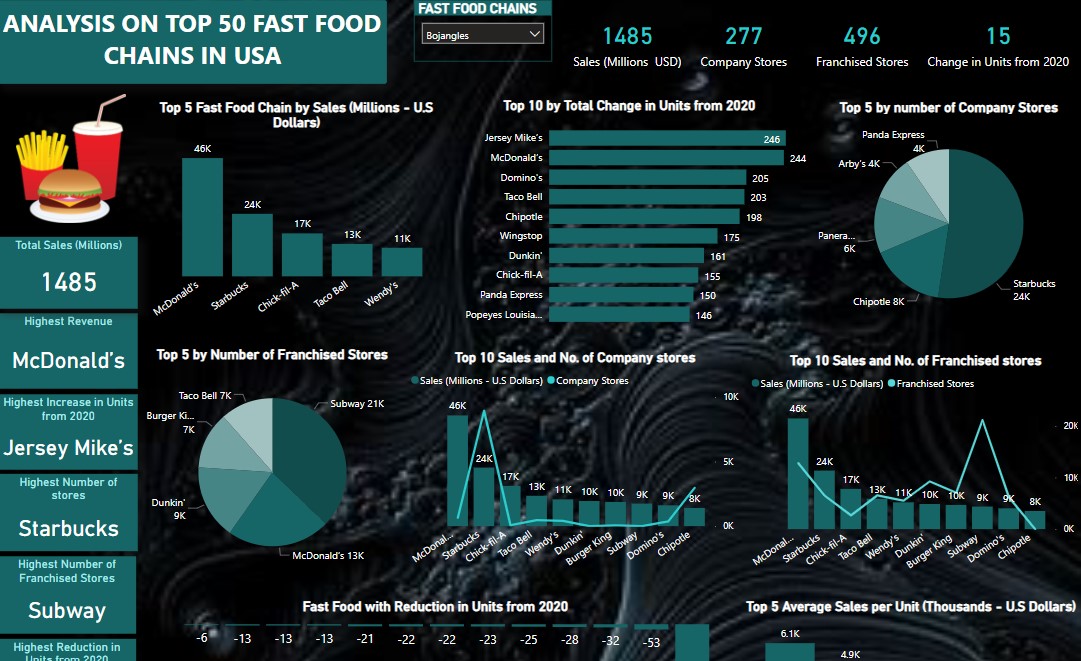 ANALYSIS ON TOP 50 FAST FOOD
CHAINS IN USA
FAST FOOD CHAINS
Bojangles
1485
Sales (Millions USD)
277
Company Stores
496
Franchised Stores
15
Change in Units from 2020
Total Sales (Millions)
1485
Highest Revenue
McDonald's
Highest Increase in Units
from 2020
Jersey Mike's
Highest Number of
stores
Starbucks
Highest Number of
Franchised Stores
Subway
Highest Reduction in
Units from 2020
Top 5 Fast Food Chain by Sales (Millions - U.S
Dollars)
46K
24K
17K
13K
11K
McDonald's
Starbucks
Chick-fil-A
Taco Bell
Wendy's
Top 10 by Total Change in Units from 2020
Jersey Mike's 246
McDonald's 244
Domino's 205
Taco Bell 203
Chipotle 198
Wingstop 175
Dunkin' 161
Chick-fil-A 155
Panda Express 150
Popeyes Louisia... 146
Top 5 by number of Company Stores
Panda Express
4K
Arby's 4K
Panera...
6K
Chipotle 8K
Starbucks
24K
Top 5 by Number of Franchised Stores
Taco Bell 7K
Burger Ki...
7K
Dunkin'
9K
Subway 21K
McDonald's 13K
Top 10 Sales and No. of Company stores
Sales (Millions - U.S Dollars) Company Stores
46K
24K
17K
13K
11K
10K
10K
9K
9K
8K
10K
5K
0K
McDonal...
Starbucks
Chick-fil-A
Taco Bell
Wendy's
Dunkin'
Burger King
Subway
Domino's
Chipotle
Top 10 Sales and No. of Franchised stores
Sales (Millions - U.S Dollars) Franchised Stores
46K
24K
17K
13K
11K
10K
10K
9K
9K
8K
20K
10K
0K
McDonal...
Starbucks
Chick-fil-A
Taco Bell
Wendy's
Dunkin'
Burger King
Subway
Domino's
Chipotle
Fast Food with Reduction in Units from 2020
-6 -13 -13 -13 -21 -22 -22 -23 -25 -28 -32 -53
Top 5 Average Sales per Unit (Thousands - U.S Dollars)
6.1K
4.9K